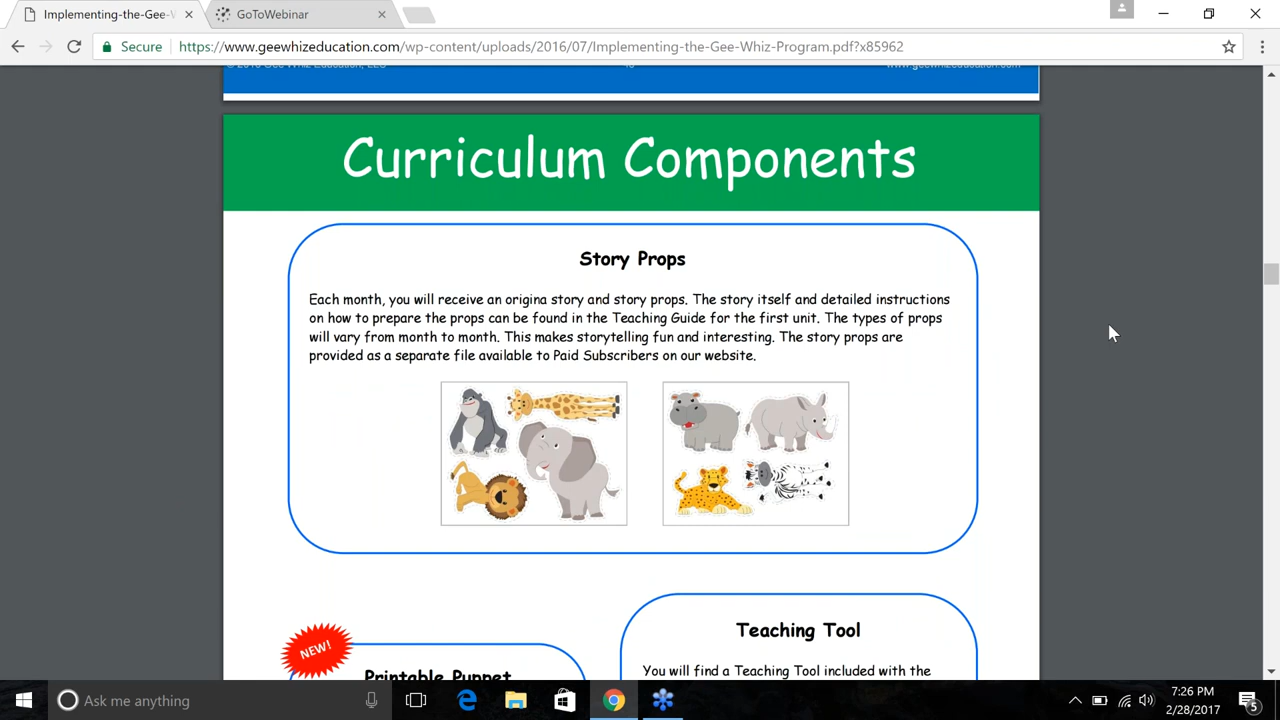 Implementing-the-Gee-W
GoToWebinar
Secure
https://www.geewhizeducation.com/wp-content/uploads/2016/07/Implementing-the-Gee-Whiz-Program.pdf?x85962
Curriculum Components
Story Props
Each month, you will receive an origina story and story props. The story itself and detailed instructions
on how to prepare the props can be found in the Teaching Guide for the first unit. The types of props
will vary from month to month. This makes storytelling fun and interesting. The story props are
provided as a separate file available to Paid Subscribers on our website.
NEW!
Printable Puppet
Teaching Tool
You will find a Teaching Tool included with the
Ask me anything
7:26 PM
2/28/2017
5